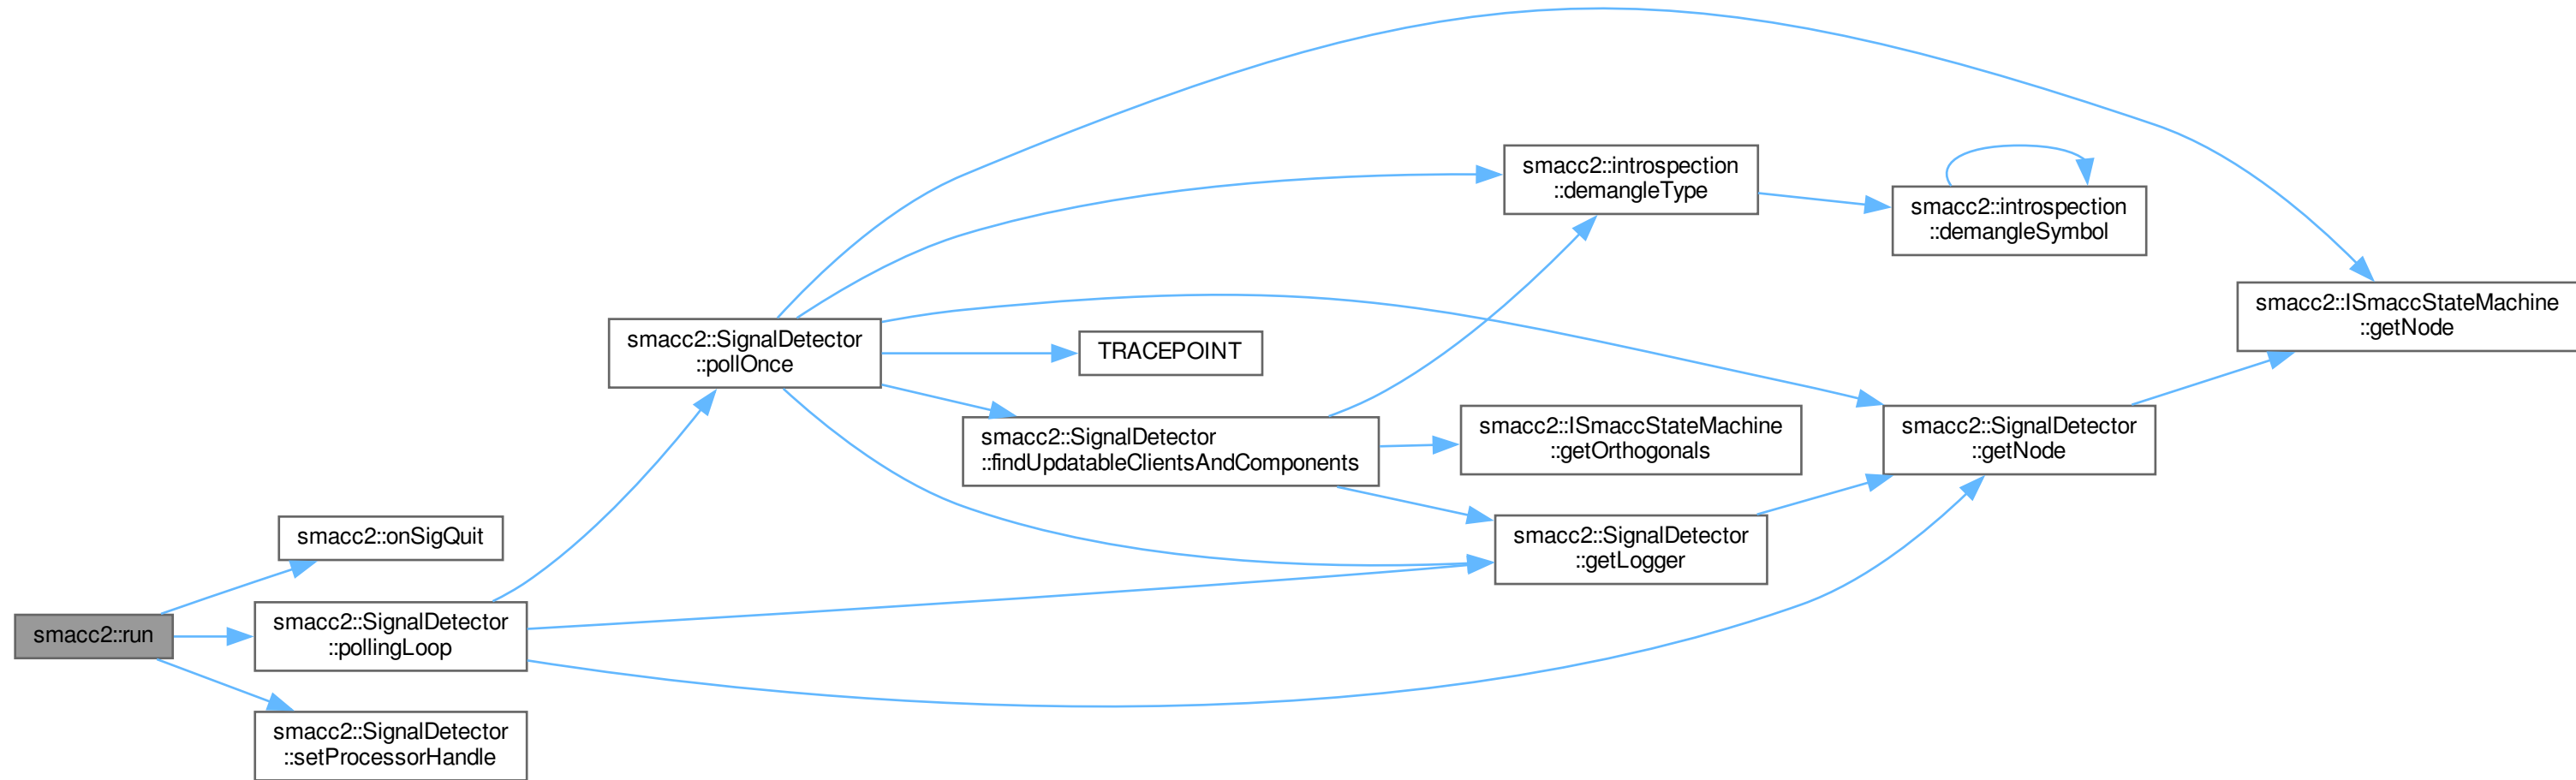 smacc2::run
smacc2::onSigQuit
smacc2::SignalDetector
::pollingLoop
smacc2::SignalDetector
::setProcessorHandle
smacc2::SignalDetector
::pollOnce
TRACEPOINT
smacc2::SignalDetector
::findUpdatableClientsAndComponents
smacc2::introspection
::demangleType
smacc2::ISmaccStateMachine
::getOrthogonals
smacc2::SignalDetector
::getLogger
smacc2::introspection
::demangleSymbol
smacc2::SignalDetector
::getNode
smacc2::ISmaccStateMachine
::getNode